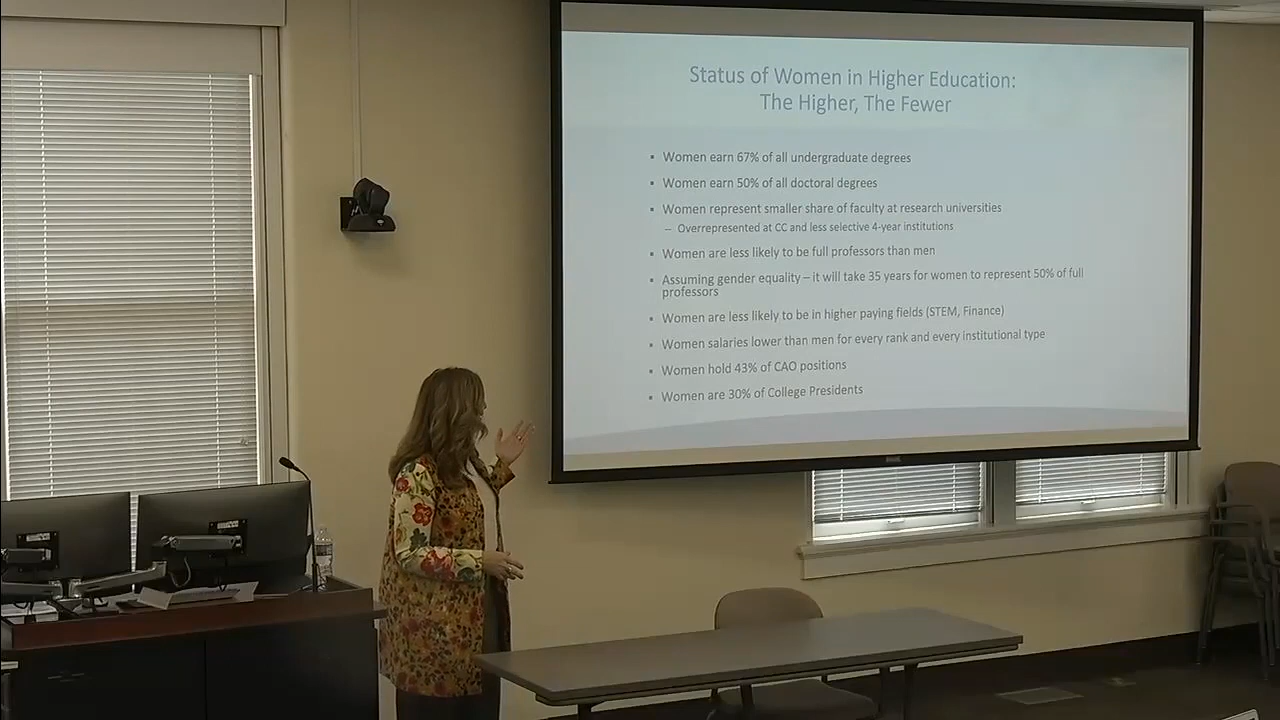 Status of Women in Higher Education:
The Higher, The Fewer
▪ Women earn 67% of all undergraduate degrees
▪ Women earn 50% of all doctoral degrees
▪ Women represent smaller share of faculty at research universities
– Overrepresented at CC and less selective 4-year institutions
▪ Women are less likely to be full professors than men
▪ Assuming gender equality – it will take 35 years for women to represent 50% of full
professors
▪ Women are less likely to be in higher paying fields (STEM, Finance)
▪ Women salaries lower than men for every rank and every institutional type
▪ Women hold 43% of CAO positions
▪ Women are 30% of College Presidents